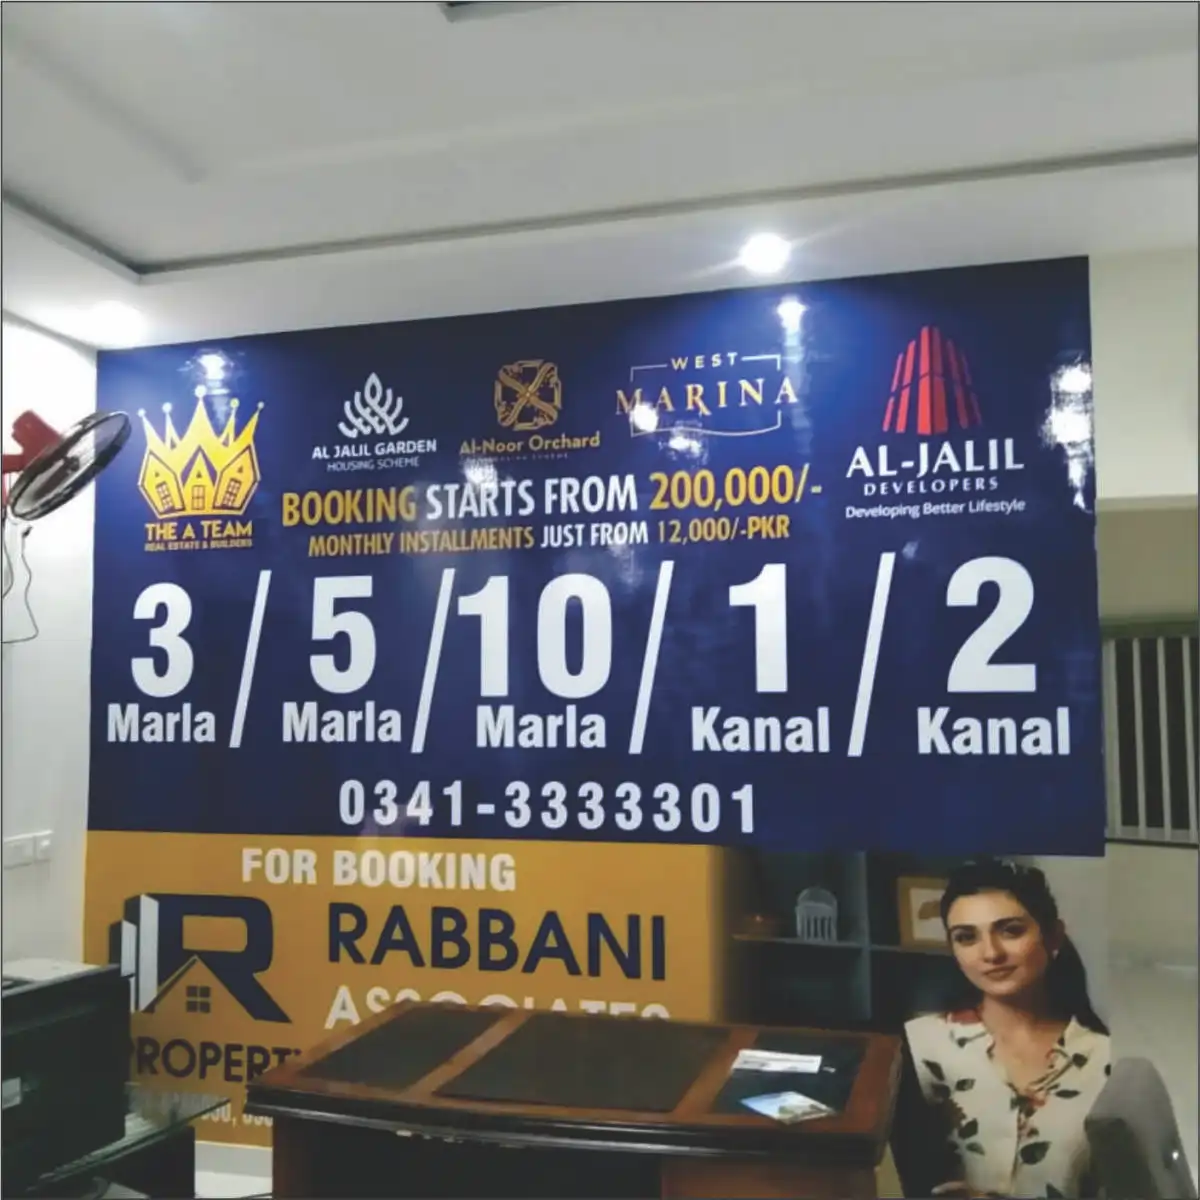 WEST
MARINA
AL JALIL GARDEN
HOUSING SCHEME
Al-Noor Orchard
THE A TEAM
REAL ESTATE & BUILDERS
AL-JALIL
DEVELOPERS
Developing Better Lifestyle
BOOKING STARTS FROM 200,000/-
MONTHLY INSTALLMENTS JUST FROM 12,000/-PKR
3 / 5 / 10 / 1 / 2
Marla Marla Marla Kanal Kanal
0341-3333301
FOR BOOKING
R
RABBANI
ASSOCIATES
PROPERT